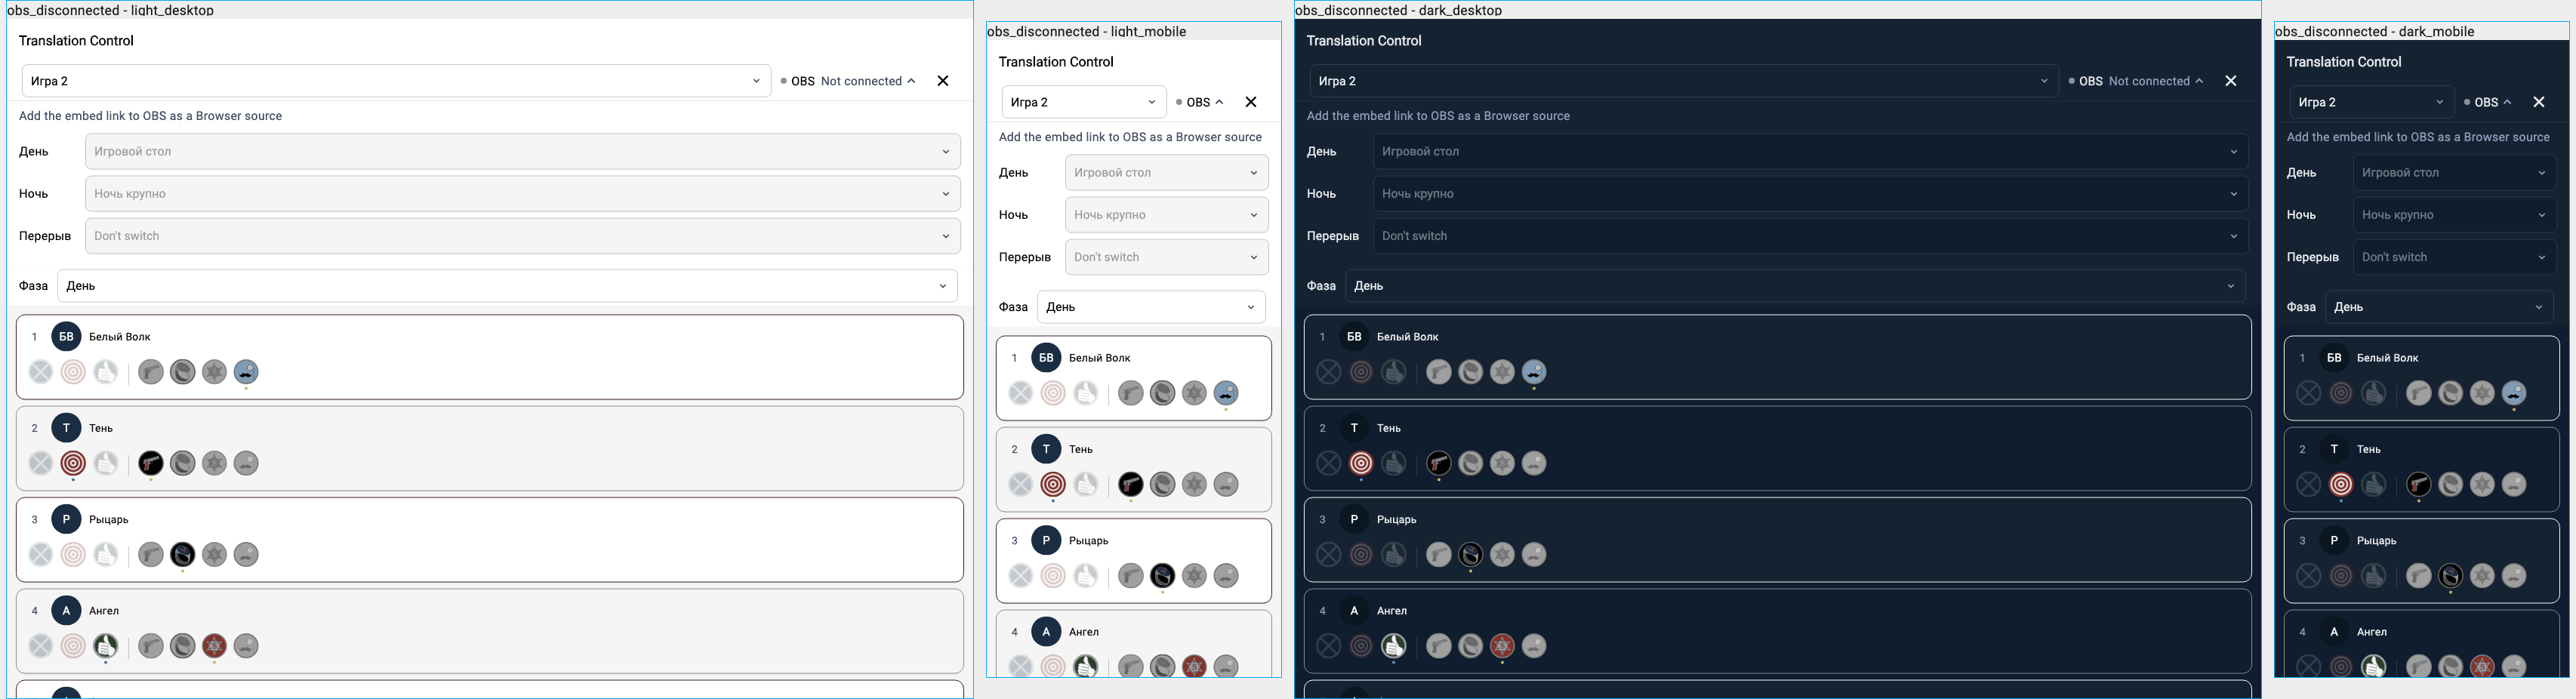 obs_disconnected - light_desktop
Translation Control
Игра 2
OBS Not connected
Add the embed link to OBS as a Browser source
День Игровой стол
Ночь Ночь крупно
Перерыв Don't switch
Фаза День
1 БВ Белый Волк
2 Т Тень
3 Р Рыцарь
4 А Ангел
obs_disconnected - light_mobile
Translation Control
Игра 2
OBS
Add the embed link to OBS as a Browser source
День Игровой стол
Ночь Ночь крупно
Перерыв Don't switch
Фаза День
1 БВ Белый Волк
2 Т Тень
3 Р Рыцарь
4 А Ангел
obs_disconnected - dark_desktop
Translation Control
Игра 2
OBS Not connected
Add the embed link to OBS as a Browser source
День Игровой стол
Ночь Ночь крупно
Перерыв Don't switch
Фаза День
1 БВ Белый Волк
2 Т Тень
3 Р Рыцарь
4 А Ангел
obs_disconnected - dark_mobile
Translation Control
Игра 2
OBS
Add the embed link to OBS as a Browser source
День Игровой стол
Ночь Ночь крупно
Перерыв Don't switch
Фаза День
1 БВ Белый Волк
2 Т Тень
3 Р Рыцарь
4 А Ангел